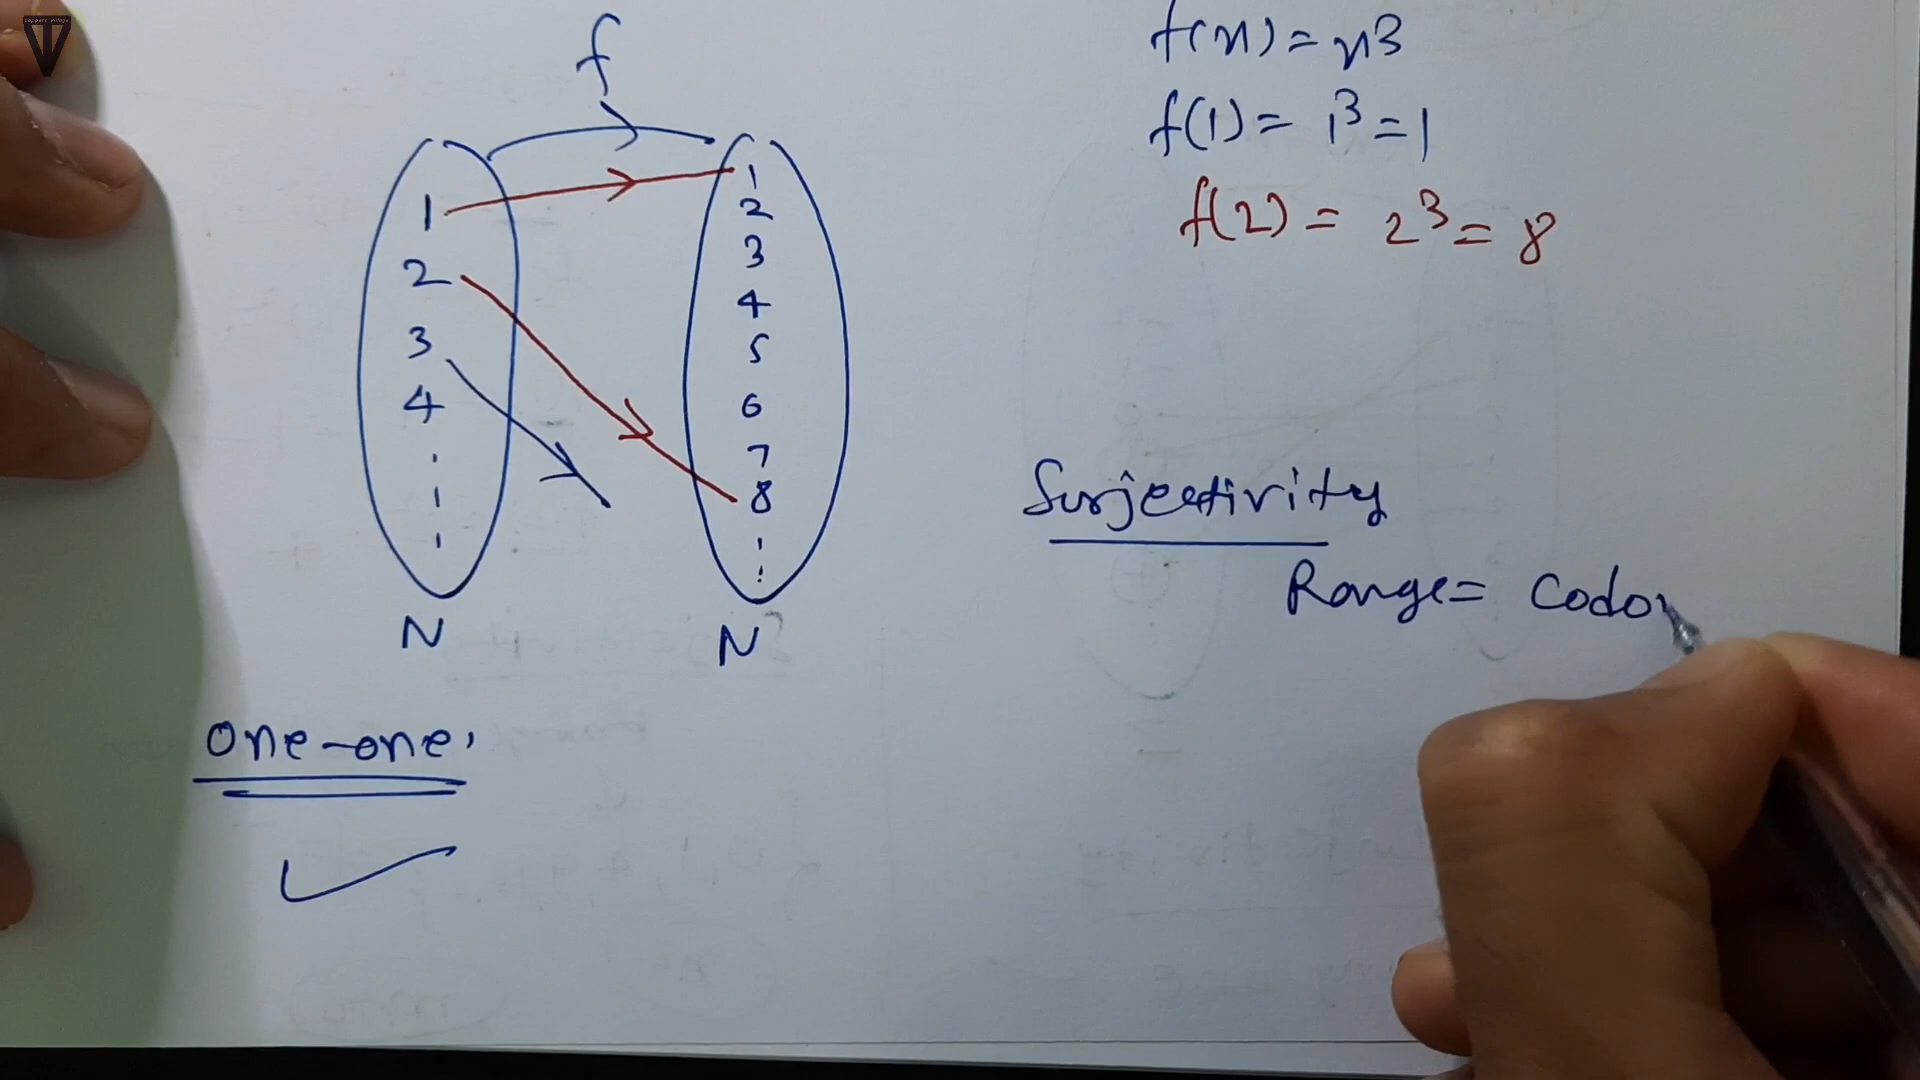 f
1
2
3
4
N
1
2
3
4
5
6
7
8
N
one-one,
f(x) = x3
f(1) = 1³ = 1
f(2) = 2³ = 8
Surjectivity
Range = Codo